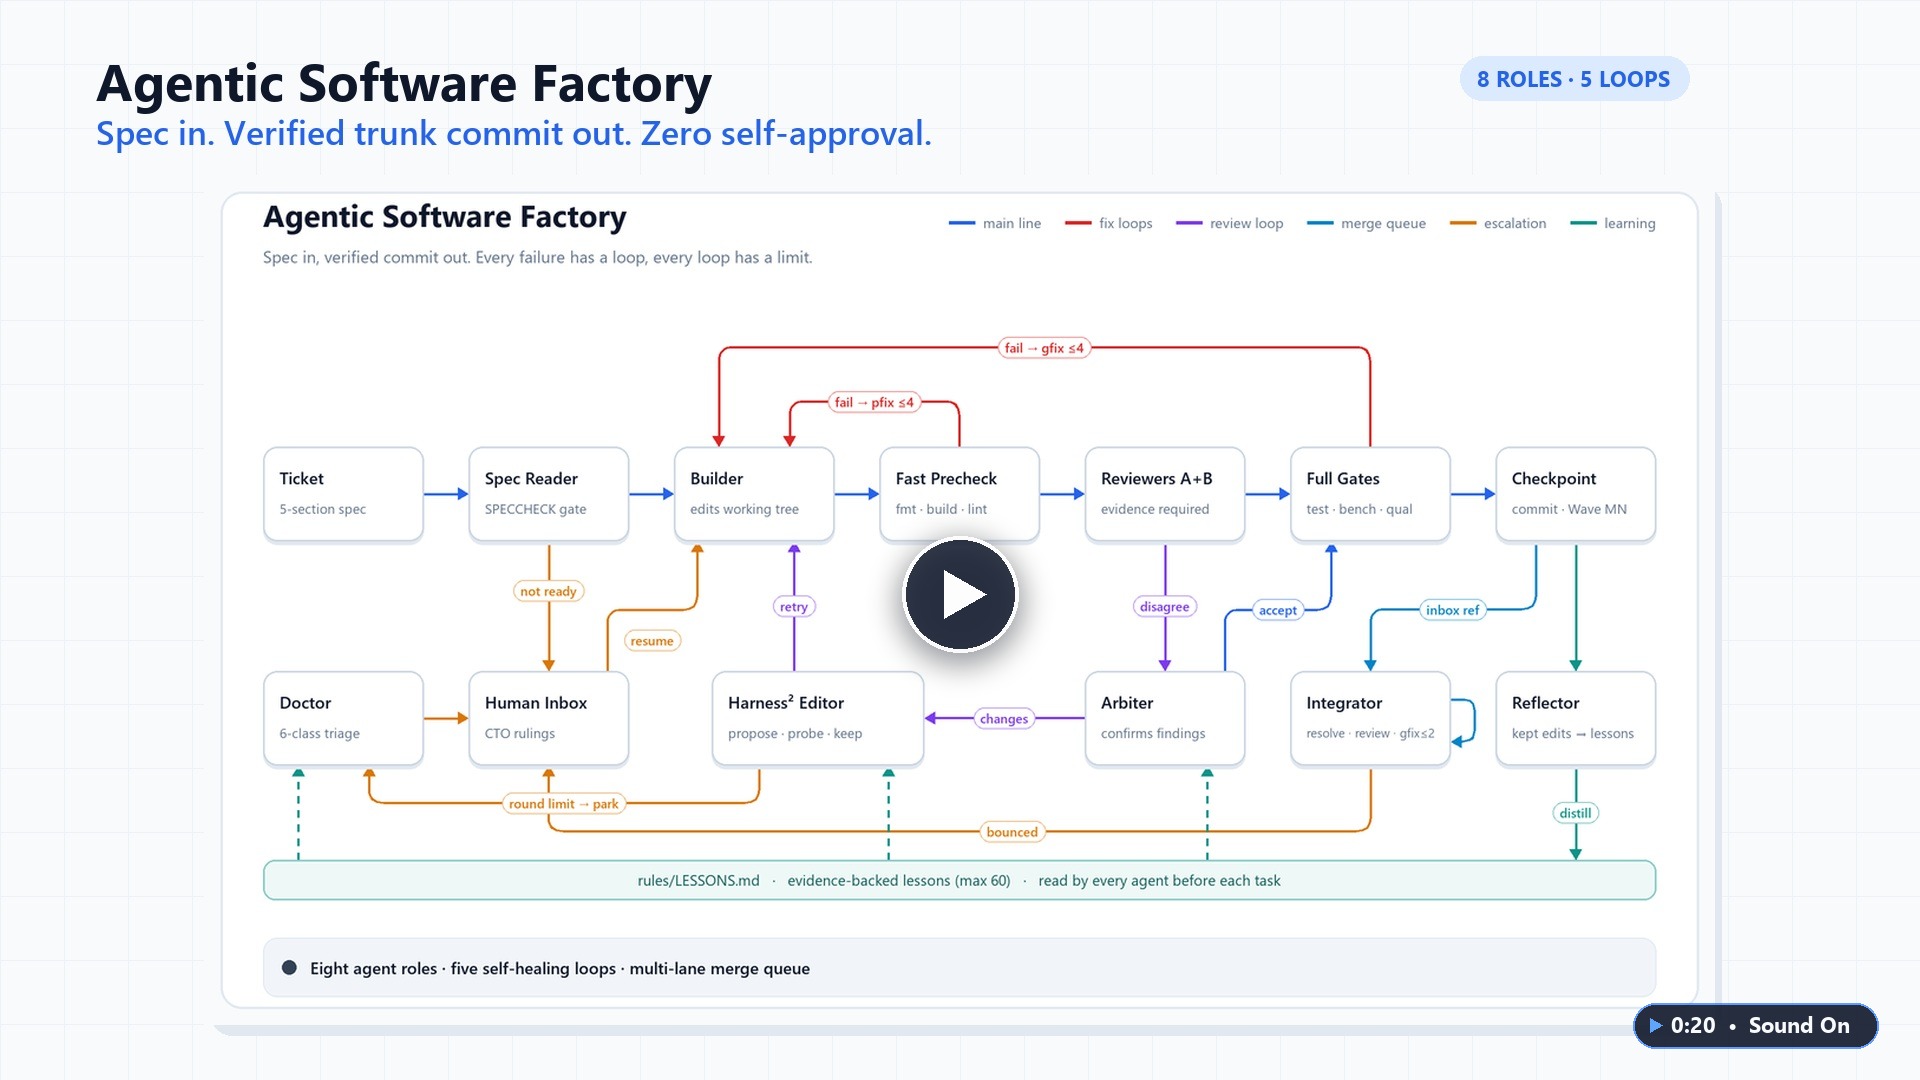 Agentic Software Factory
8 ROLES · 5 LOOPS
Spec in. Verified trunk commit out. Zero self-approval.
Agentic Software Factory
main line
fix loops
review loop
merge queue
escalation
learning
Spec in, verified commit out. Every failure has a loop, every loop has a limit.
fail → gfix ≤4
fail → pfix ≤4
Ticket
5-section spec
Spec Reader
SPECCHECK gate
Builder
edits working tree
Fast Precheck
fmt · build · lint
Reviewers A+B
evidence required
Full Gates
test · bench · qual
Checkpoint
commit · Wave MN
not ready
resume
retry
disagree
accept
inbox ref
Doctor
6-class triage
Human Inbox
CTO rulings
Harness² Editor
propose · probe · keep
changes
Arbiter
confirms findings
Integrator
resolve · review · gfix≤2
Reflector
kept edits → lessons
round limit → park
bounced
distill
rules/LESSONS.md · evidence-backed lessons (max 60) · read by every agent before each task
Eight agent roles · five self-healing loops · multi-lane merge queue
0:20 • Sound On